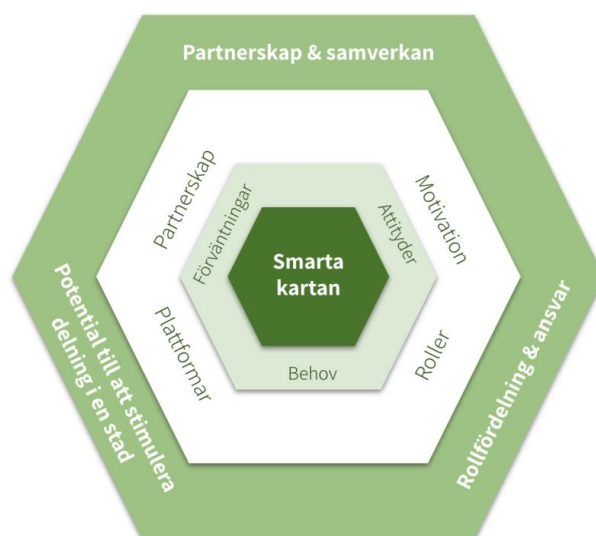 Partnerskap & samverkan
Partnerskap
Motivation
Förväntningar
Attityder
Smarta
kartan
Plattformar
Roller
Behov
Potential till att stimulera
delning i en stad
Rollfördelning & ansvar